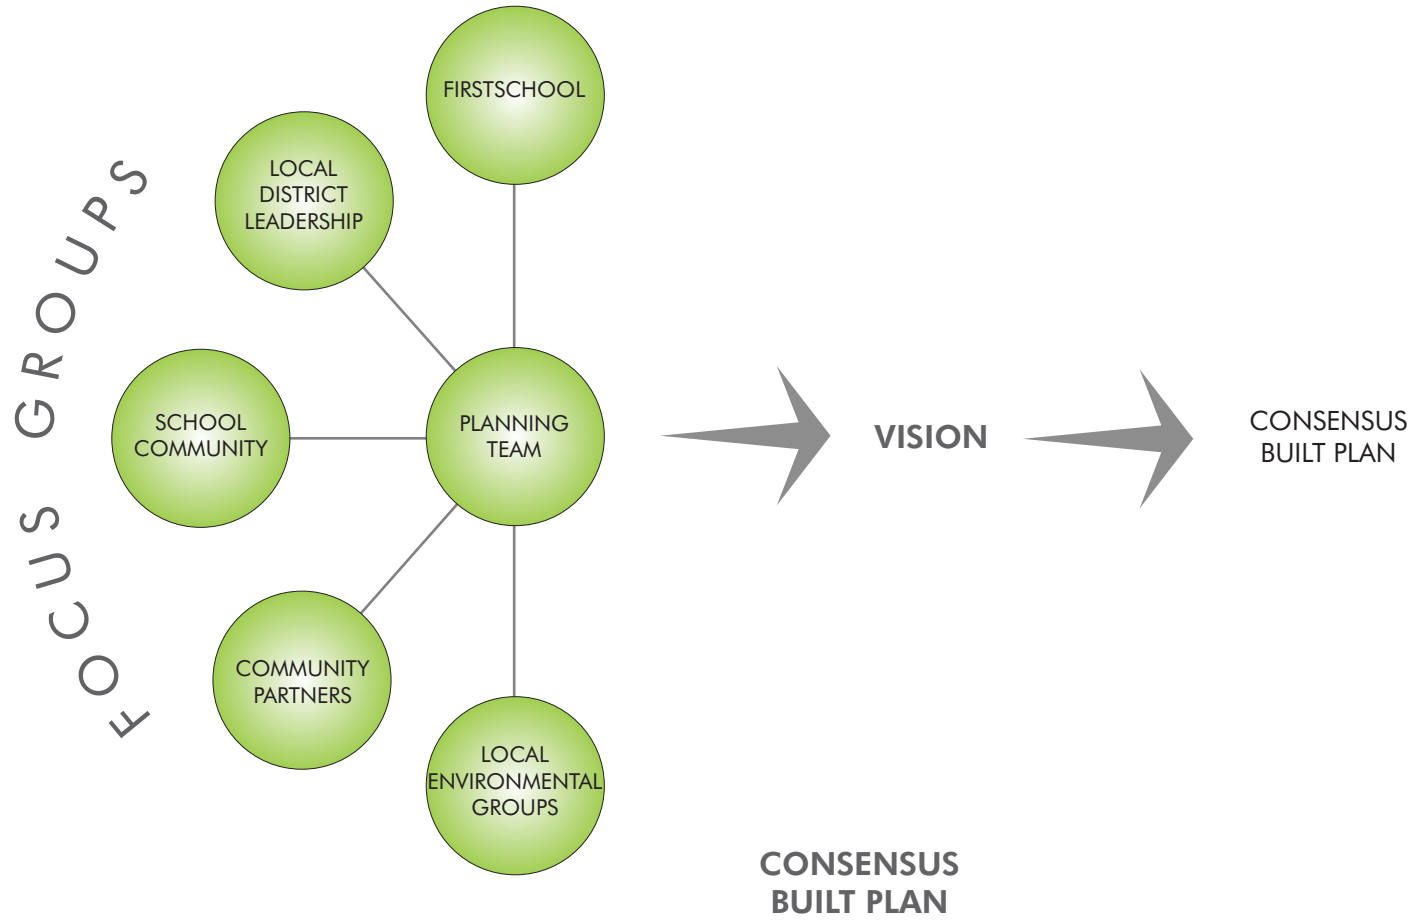 FOCUS GROUPS
FIRSTSCHOOL
LOCAL
DISTRICT
LEADERSHIP
SCHOOL
COMMUNITY
PLANNING
TEAM
COMMUNITY
PARTNERS
LOCAL
ENVIRONMENTAL
GROUPS
VISION
CONSENSUS
BUILT PLAN
CONSENSUS
BUILT PLAN